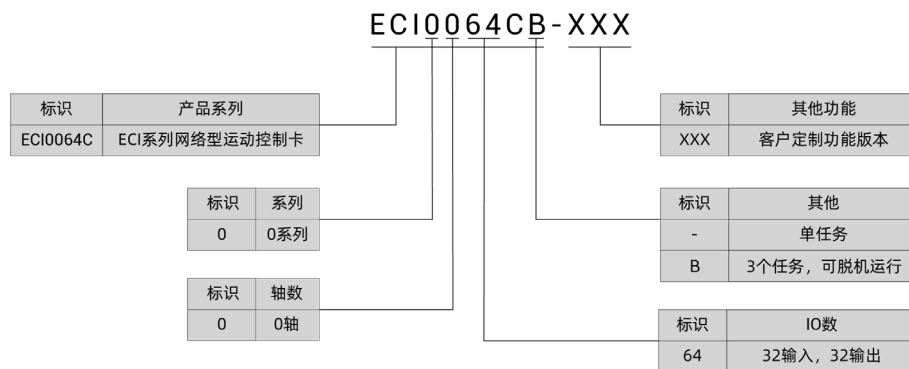 ECI0064CB-XXX
标识 产品系列
ECI0064C ECI系列网络型运动控制卡
标识 其他功能
XXX 客户定制功能版本
标识 系列
0 0系列
标识 其他
- 单任务
B 3个任务，可脱机运行
标识 轴数
0 0轴
标识 IO数
64 32输入，32输出